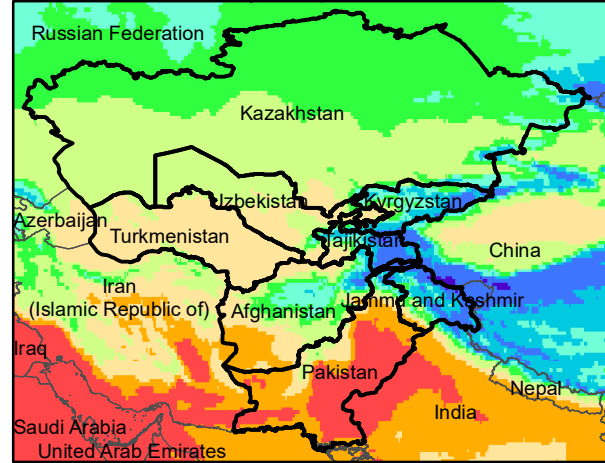 Russian Federation
Kazakhstan
Izbekistan
Kyrgyzstan
Azerbaijan
Turkmenistan
Tajikistan
China
Iran
(Islamic Republic of)
Afghanistan
Jammu and Kashmir
Iraq
Pakistan
Nepal
India
Saudi Arabia
United Arab Emirates